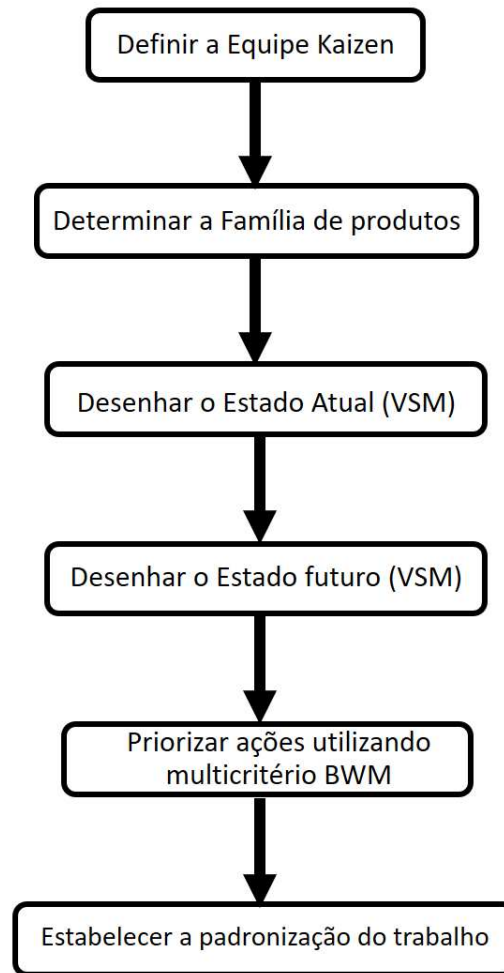 Definir a Equipe Kaizen
Determinar a Família de produtos
Desenhar o Estado Atual (VSM)
Desenhar o Estado futuro (VSM)
Priorizar ações utilizando
multicritério BWM
Estabelecer a padronização do trabalho